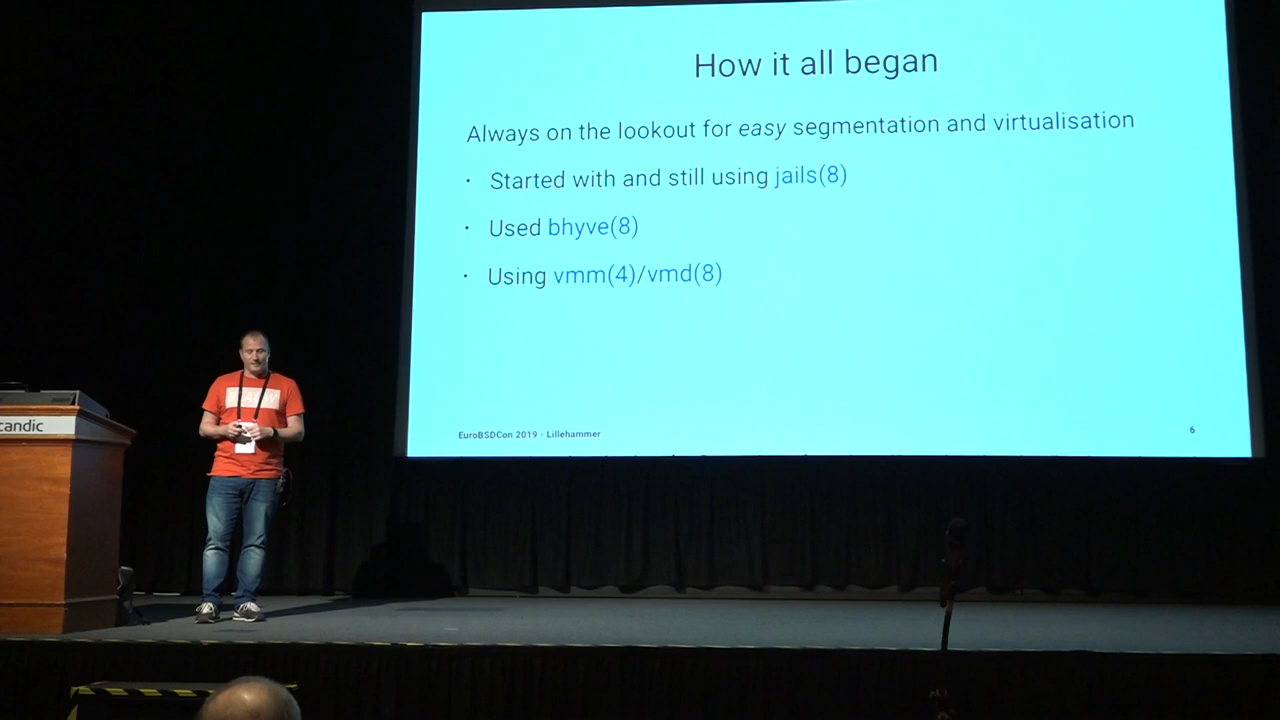 How it all began
Always on the lookout for easy segmentation and virtualisation
· Started with and still using jails(8)
· Used bhyve(8)
· Using vmm(4)/vmd(8)
EuroBSDCon 2019 · Lillehammer
6
candic